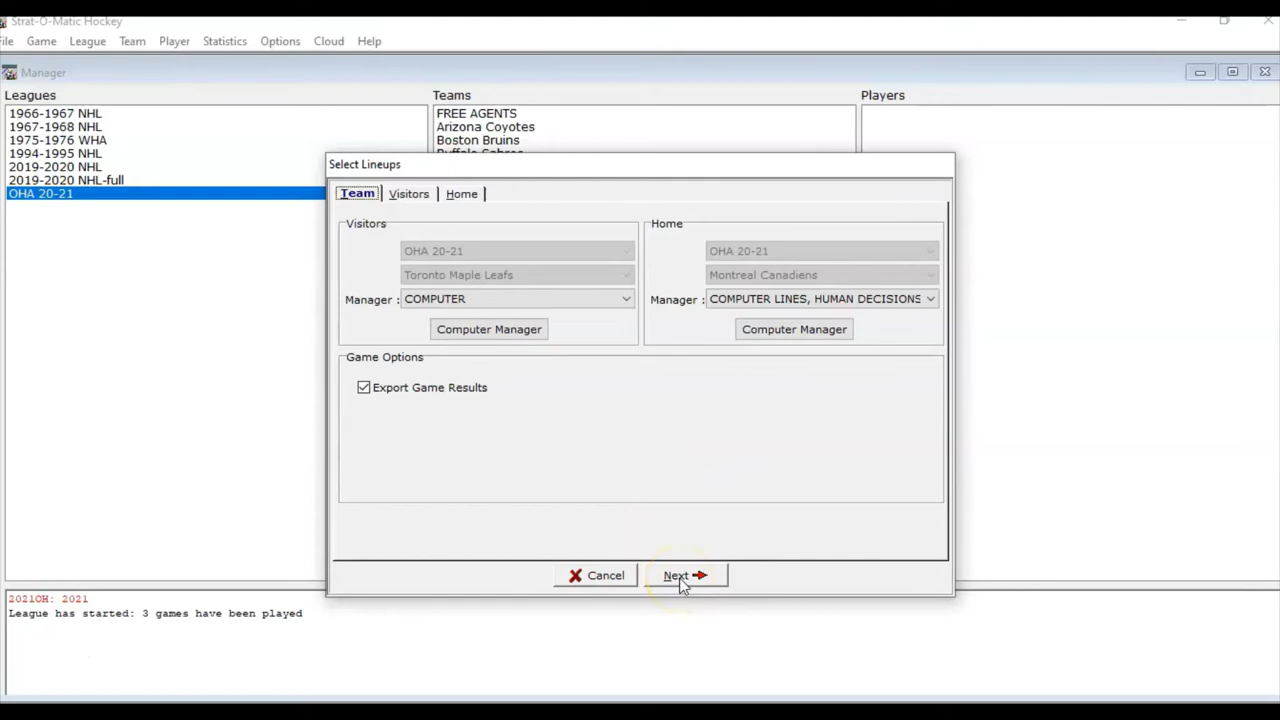 Strat-O-Matic Hockey
File Game League Team Player Statistics Options Cloud Help
Manager
Leagues
1966-1967 NHL
1967-1968 NHL
1975-1976 WHA
1994-1995 NHL
2019-2020 NHL
2019-2020 NHL-full
OHA 20-21
Teams
FREE AGENTS
Arizona Coyotes
Boston Bruins
Buffalo Sabres
Players
Select Lineups
Team Visitors Home
Visitors
OHA 20-21
Toronto Maple Leafs
Manager : COMPUTER
Computer Manager
Home
OHA 20-21
Montreal Canadiens
Manager : COMPUTER LINES, HUMAN DECISIONS
Computer Manager
Game Options
Export Game Results
Cancel Next
2021OH: 2021
League has started: 3 games have been played